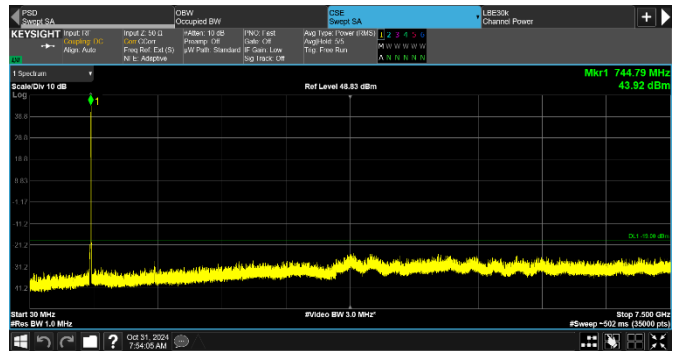 PSD
Swept SA
OBW
Occupied BW
CSE
Swept SA
LBE30k
Channel Power
KEYSIGHT
Input: RF
Coupling: DC
Align: Auto
Input Z: 50 Ω
Corr CCorr
Freq Ref: Ext (S)
NFE: Adaptive
#Atten: 10 dB
Preamp: Off
µW Path: Standard
PNO: Fast
Gate: Off
IF Gain: Low
Sig Track: Off
Avg Type: Power (RMS)
Avg|Hold: 5/5
Trig: Free Run
1 2 3 4 5 6
M W W W W W
A N N N N N
1 Spectrum
Scale/Div 10 dB
Log
Ref Level 48.83 dBm
Mkr1 744.79 MHz
43.92 dBm
1
38.8
28.8
18.8
8.83
-1.17
-11.2
-21.2
-31.2
-41.2
Start 30 MHz
#Res BW 1.0 MHz
#Video BW 3.0 MHz*
Stop 7.500 GHz
#Sweep ~502 ms (35000 pts)
Oct 31, 2024
7:54:05 AM